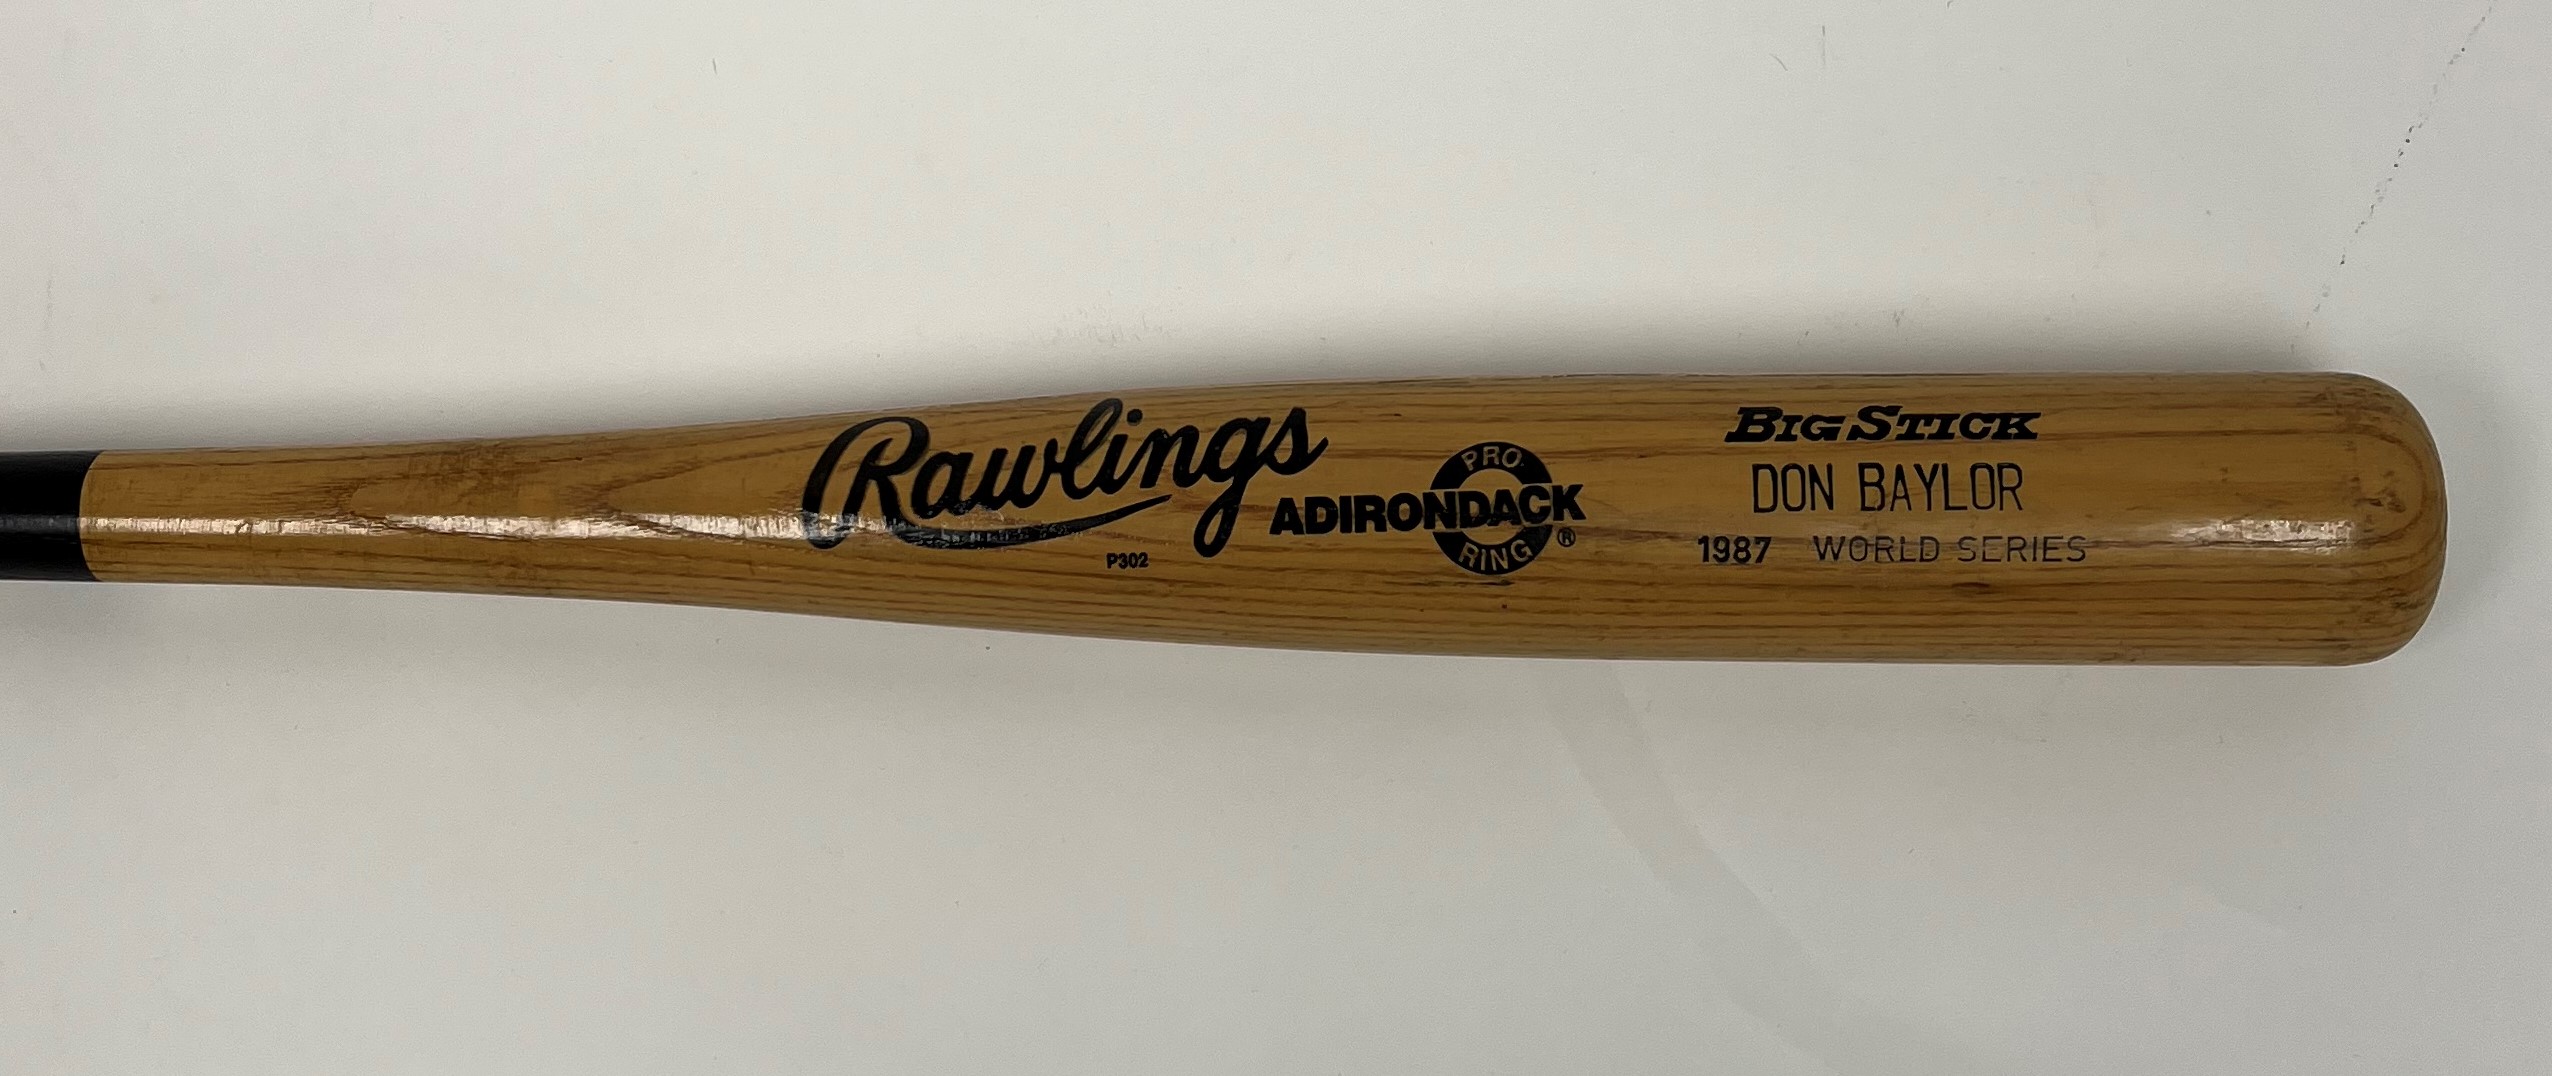 Rawlings
P302
PRO
ADIRONDACK
RING
®
BIG STICK
DON BAYLOR
1987 WORLD SERIES